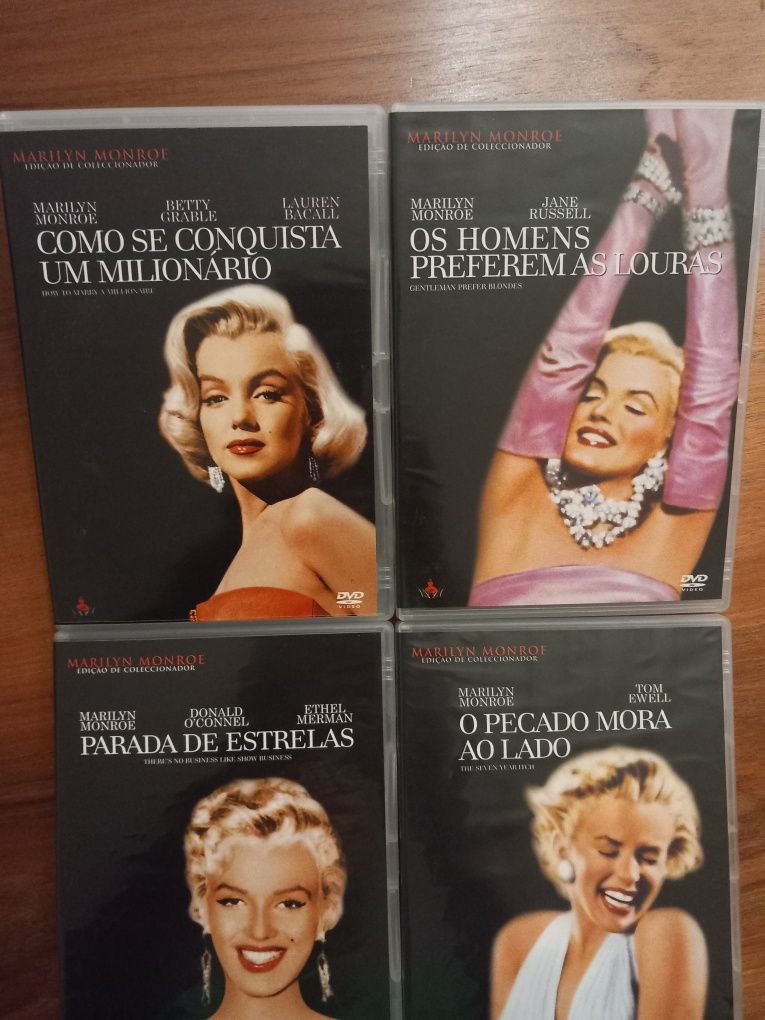 MARILYN MONROE
EDIÇÃO DE COLECCIONADOR
MARILYN MONROE
BETTY GRABLE
LAUREN BACALL
COMO SE CONQUISTA
UM MILIONÁRIO
HOW TO MARRY A MILLIONAIRE
DVD
VIDEO
MARILYN MONROE
EDIÇÃO DE COLECCIONADOR
MARILYN MONROE
JANE RUSSELL
OS HOMENS
PREFEREM AS LOURAS
GENTLEMAN PREFER BLONDES
DVD
VIDEO
MARILYN MONROE
EDIÇÃO DE COLECCIONADOR
MARILYN MONROE
DONALD O'CONNEL
ETHEL MERMAN
PARADA DE ESTRELAS
THERE'S NO BUSINESS LIKE SHOW BUSINESS
MARILYN MONROE
EDIÇÃO DE COLECCIONADOR
MARILYN MONROE
TOM EWELL
O PECADO MORA
AO LADO
THE SEVEN YEAR ITCH